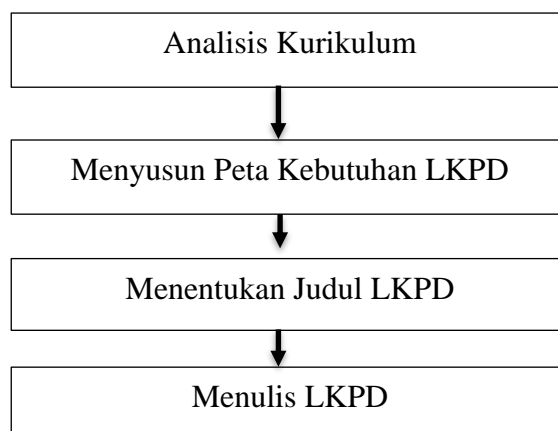 Analisis Kurikulum
Menyusun Peta Kebutuhan LKPD
Menentukan Judul LKPD
Menulis LKPD